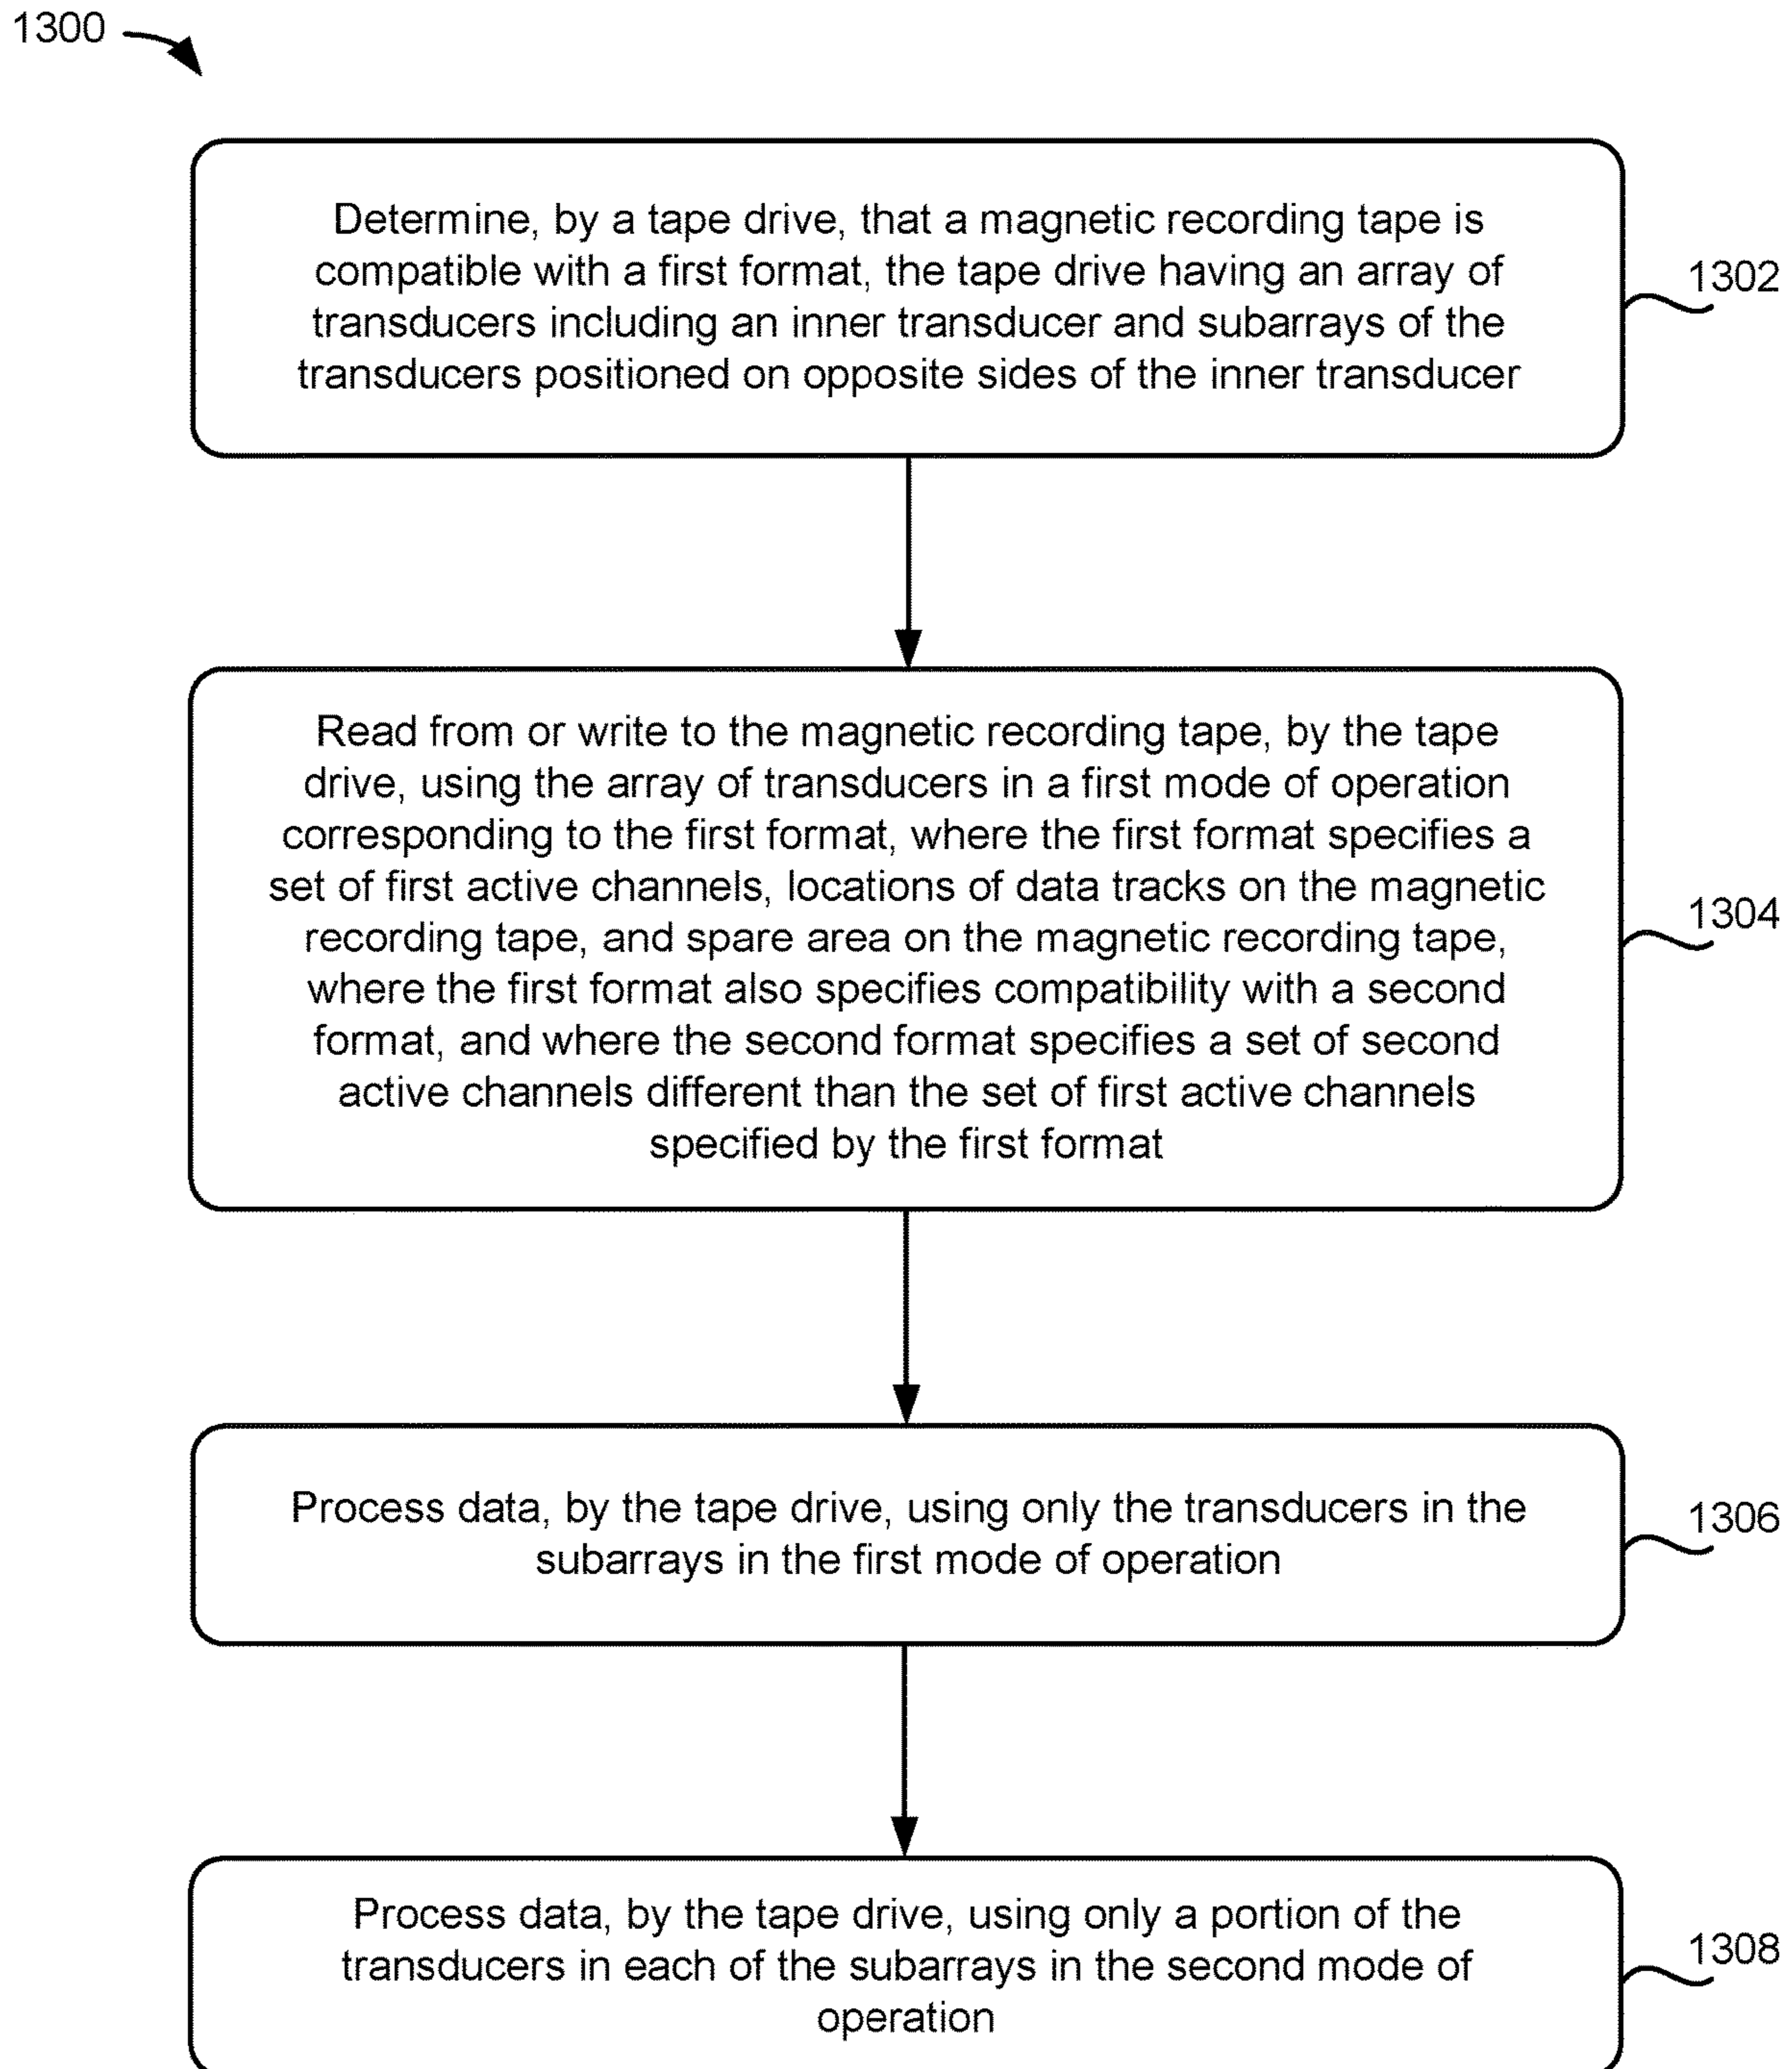 1300
Determine, by a tape drive, that a magnetic recording tape is
compatible with a first format, the tape drive having an array of
transducers including an inner transducer and subarrays of the
transducers positioned on opposite sides of the inner transducer
1302
Read from or write to the magnetic recording tape, by the tape
drive, using the array of transducers in a first mode of operation
corresponding to the first format, where the first format specifies a
set of first active channels, locations of data tracks on the magnetic
recording tape, and spare area on the magnetic recording tape,
where the first format also specifies compatibility with a second
format, and where the second format specifies a set of second
active channels different than the set of first active channels
specified by the first format
1304
Process data, by the tape drive, using only the transducers in the
subarrays in the first mode of operation
1306
Process data, by the tape drive, using only a portion of the
transducers in each of the subarrays in the second mode of
operation
1308